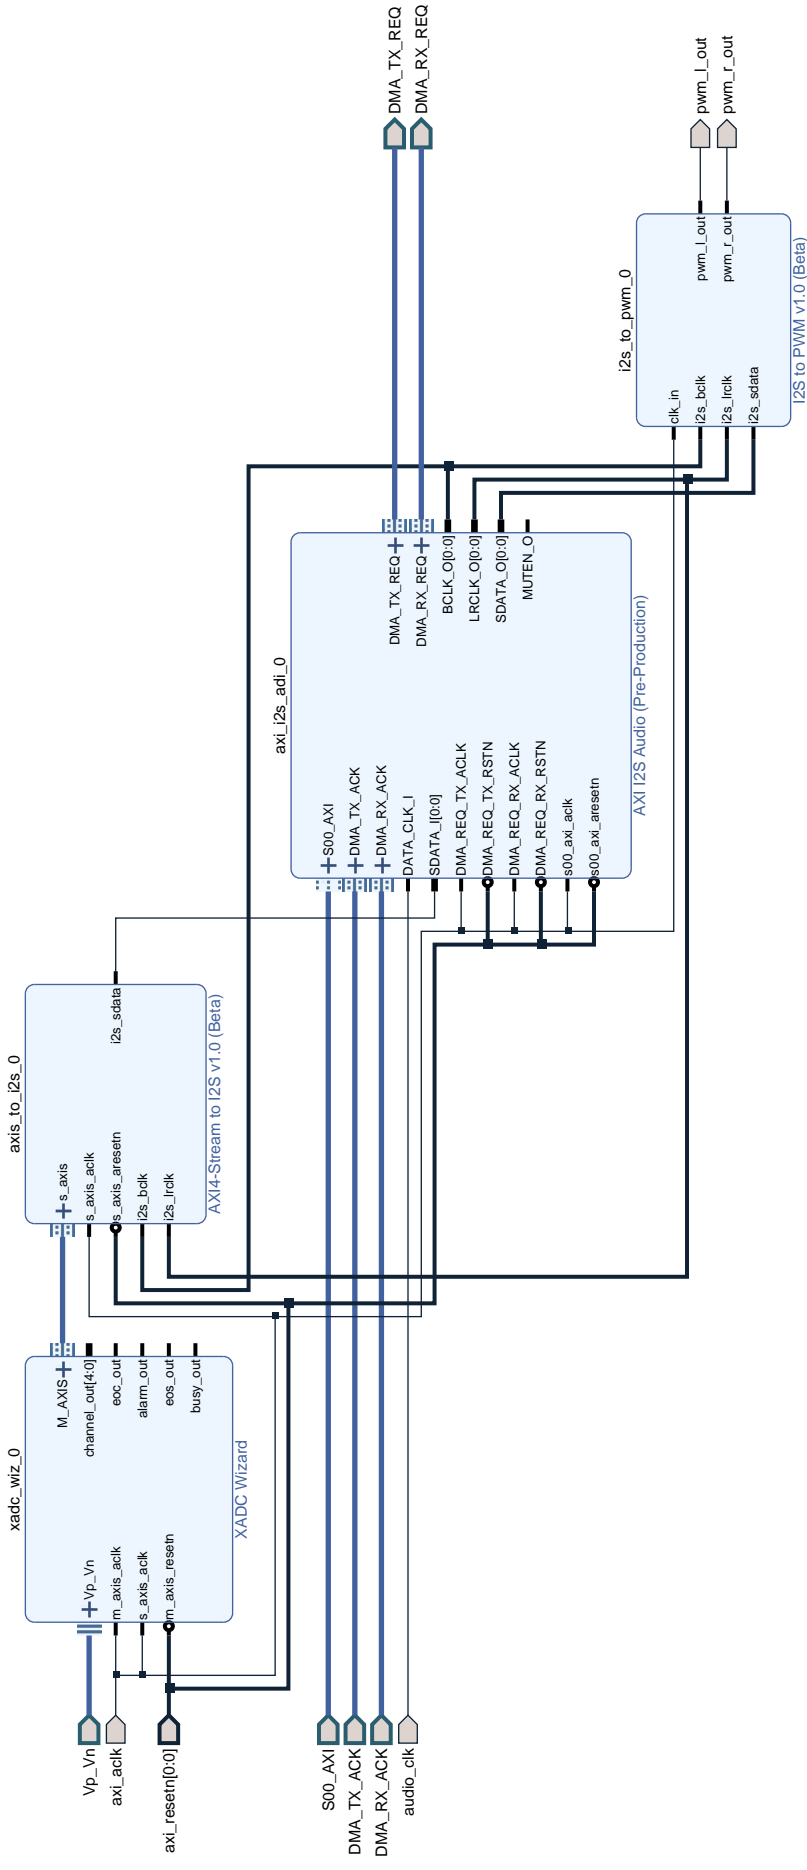 Vp_Vn
axi_aclk
axi_resetn[0:0]
S00_AXI
DMA_TX_ACK
DMA_RX_ACK
audio_clk
xadc_wiz_0
Vp_Vn
m_axis_aclk
s_axis_aclk
m_axis_resetn
M_AXIS
channel_out[4:0]
eoc_out
alarm_out
eos_out
busy_out
XADC Wizard
axis_to_i2s_0
s_axis
s_axis_aclk
s_axis_aresetn
i2s_bclk
i2s_lrclk
i2s_sdata
AXI4-Stream to I2S v1.0 (Beta)
axi_i2s_adi_0
S00_AXI
DMA_TX_ACK
DMA_RX_ACK
DATA_CLK_I
SDATA_I[0:0]
DMA_REQ_TX_ACLK
DMA_REQ_TX_RSTN
DMA_REQ_RX_ACLK
DMA_REQ_RX_RSTN
s00_axi_aclk
s00_axi_aresetn
DMA_TX_REQ
DMA_RX_REQ
BCLK_O[0:0]
LRCLK_O[0:0]
SDATA_O[0:0]
MUTEN_O
AXI I2S Audio (Pre-Production)
i2s_to_pwm_0
clk_in
i2s_bclk
i2s_lrclk
i2s_sdata
pwm_l_out
pwm_r_out
I2S to PWM v1.0 (Beta)
DMA_TX_REQ
DMA_RX_REQ
pwm_l_out
pwm_r_out